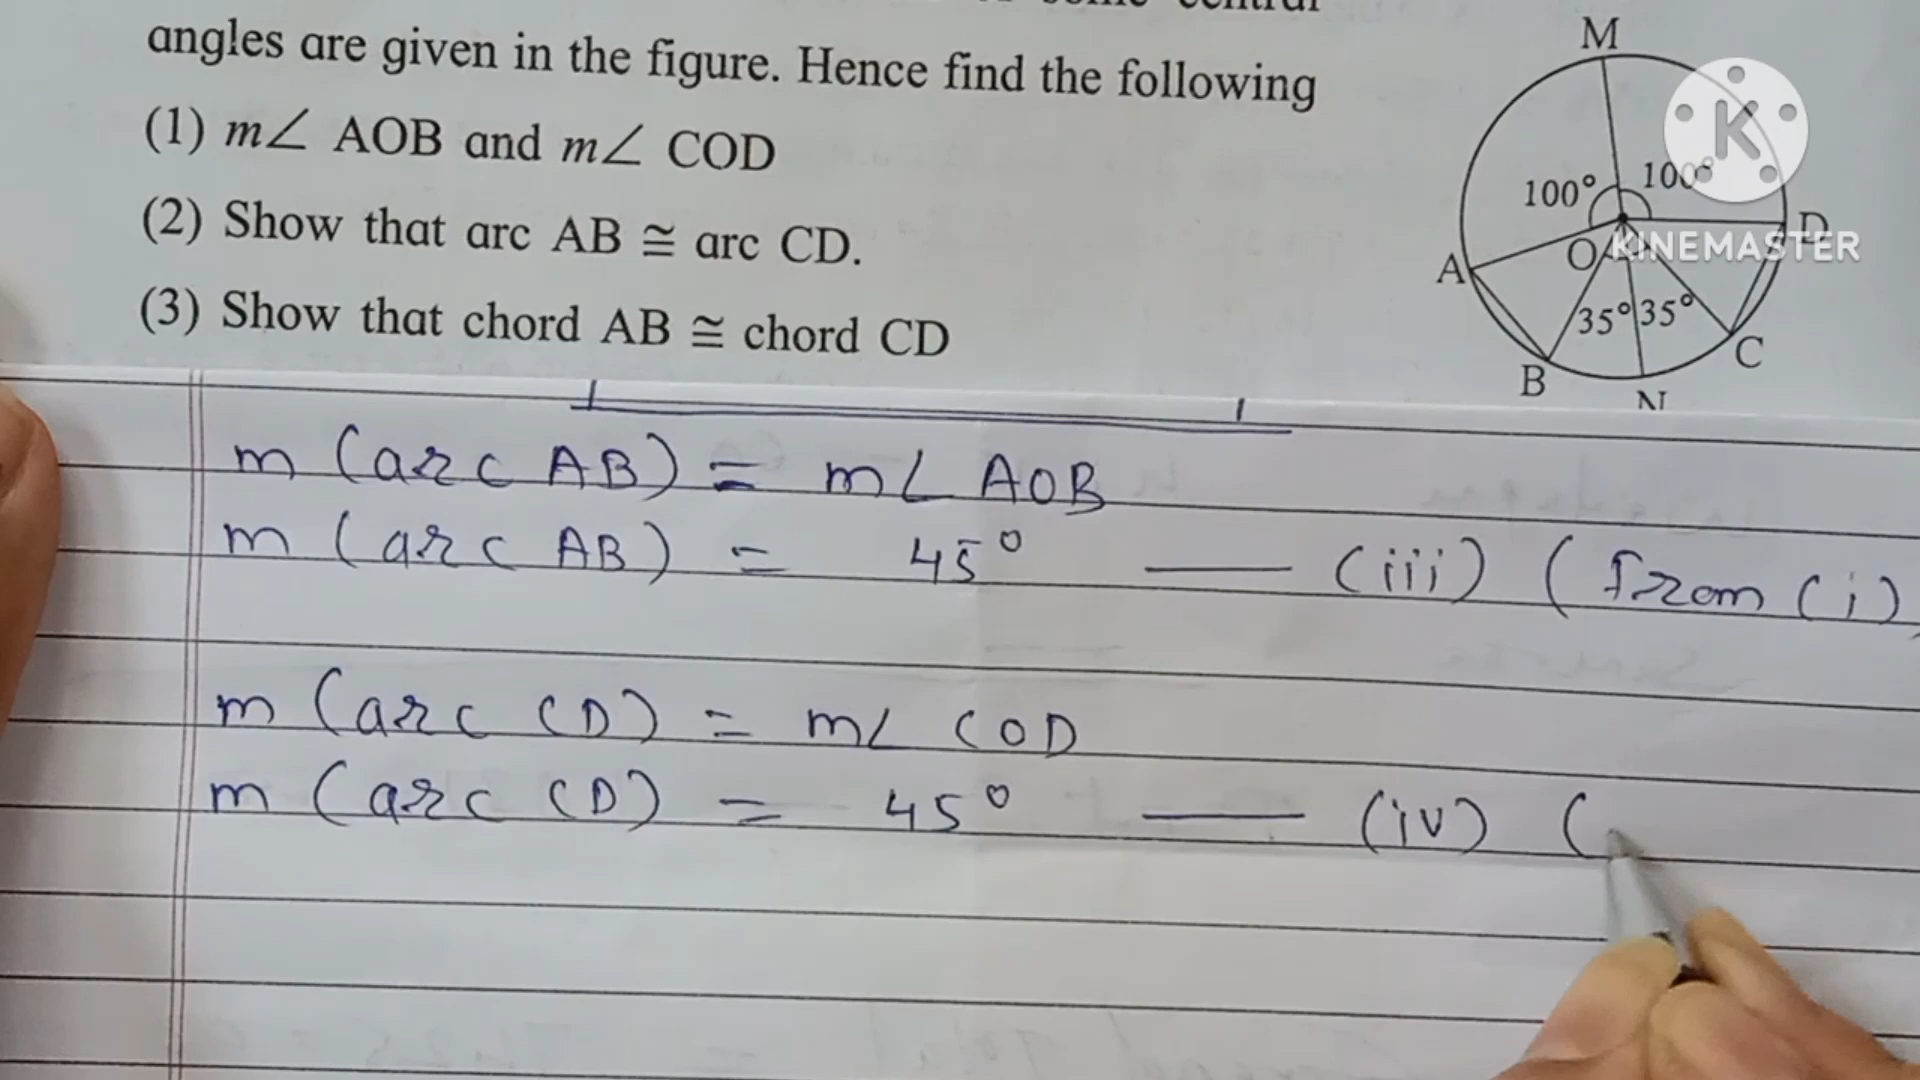 central
angles are given in the figure. Hence find the following
(1) m∠ AOB and m∠ COD
(2) Show that arc AB ≅ arc CD.
(3) Show that chord AB ≅ chord CD
M
K
100° 100°
D
O
KINEMASTER
A
35° 35°
C
B
N
m (arc AB) = m∠ AOB
m (arc AB) = 45° — (iii) (from (i)
m (arc CD) = m∠ COD
m (arc CD) = 45° — (iv) (